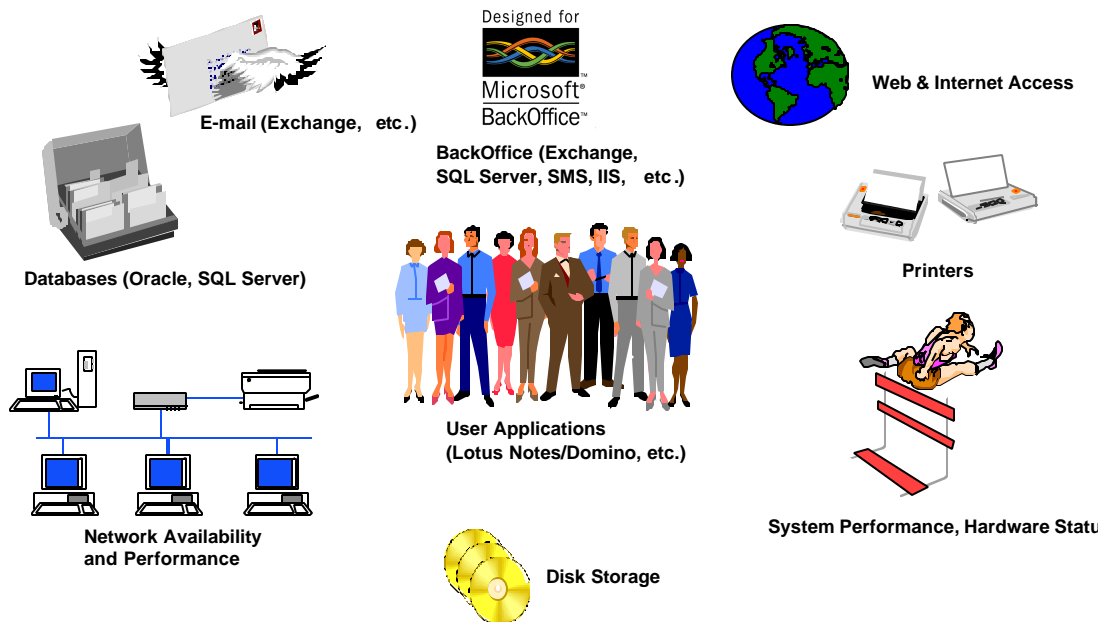 Designed for
Microsoft®
BackOffice™
E-mail (Exchange, etc.)
BackOffice (Exchange,
SQL Server, SMS, IIS, etc.)
Web & Internet Access
Databases (Oracle, SQL Server)
Printers
User Applications
(Lotus Notes/Domino, etc.)
Network Availability
and Performance
System Performance, Hardware Statu
Disk Storage